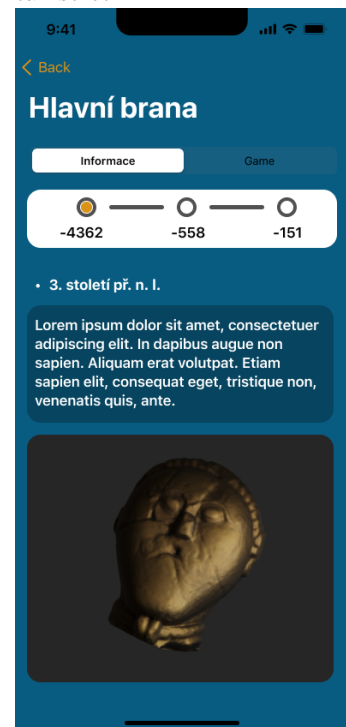 9:41
Back
Hlavní brana
Informace Game
-4362 -558 -151
• 3. století př. n. l.
Lorem ipsum dolor sit amet, consectetuer
adipiscing elit. In dapibus augue non
sapien. Aliquam erat volutpat. Etiam
sapien elit, consequat eget, tristique non,
venenatis quis, ante.